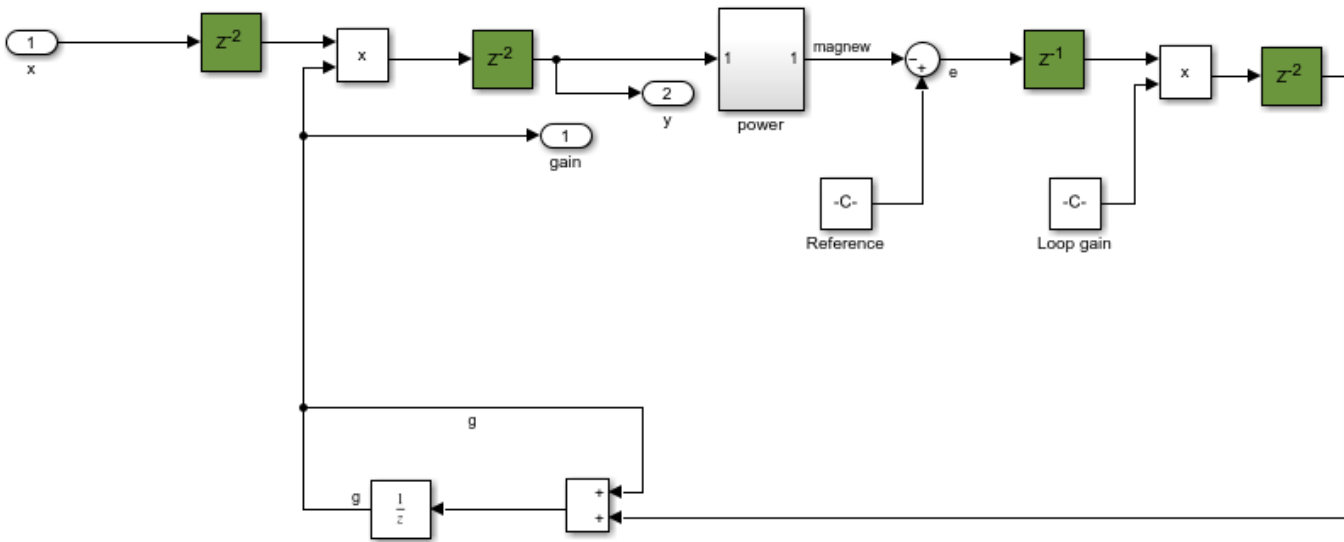 1
x
Z-2
x
Z-2
1
1
power
magnew
-
+
e
Z-1
x
Z-2
2
y
1
gain
-C-
Reference
-C-
Loop gain
g
g
1
z
+
+